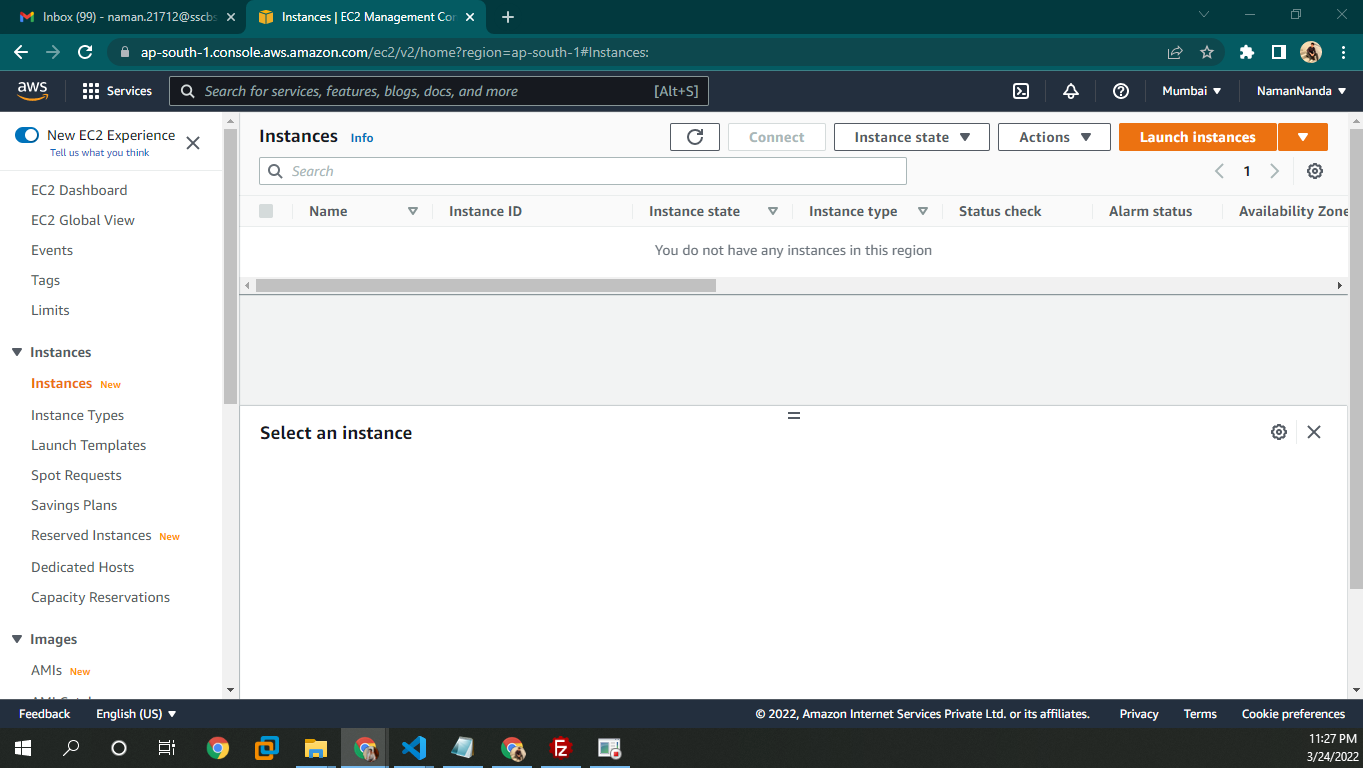 Inbox (99) - naman.21712@sscbs
Instances | EC2 Management Con
ap-south-1.console.aws.amazon.com/ec2/v2/home?region=ap-south-1#Instances:
aws
Services
Search for services, features, blogs, docs, and more
[Alt+S]
Mumbai
NamanNanda
New EC2 Experience
Tell us what you think
EC2 Dashboard
EC2 Global View
Events
Tags
Limits
Instances
Instances New
Instance Types
Launch Templates
Spot Requests
Savings Plans
Reserved Instances New
Dedicated Hosts
Capacity Reservations
Images
AMIs New
Instances Info
Connect
Instance state
Actions
Launch instances
Search
1
Name
Instance ID
Instance state
Instance type
Status check
Alarm status
Availability Zone
You do not have any instances in this region
Select an instance
Feedback
English (US)
© 2022, Amazon Internet Services Private Ltd. or its affiliates.
Privacy
Terms
Cookie preferences
11:27 PM
3/24/2022